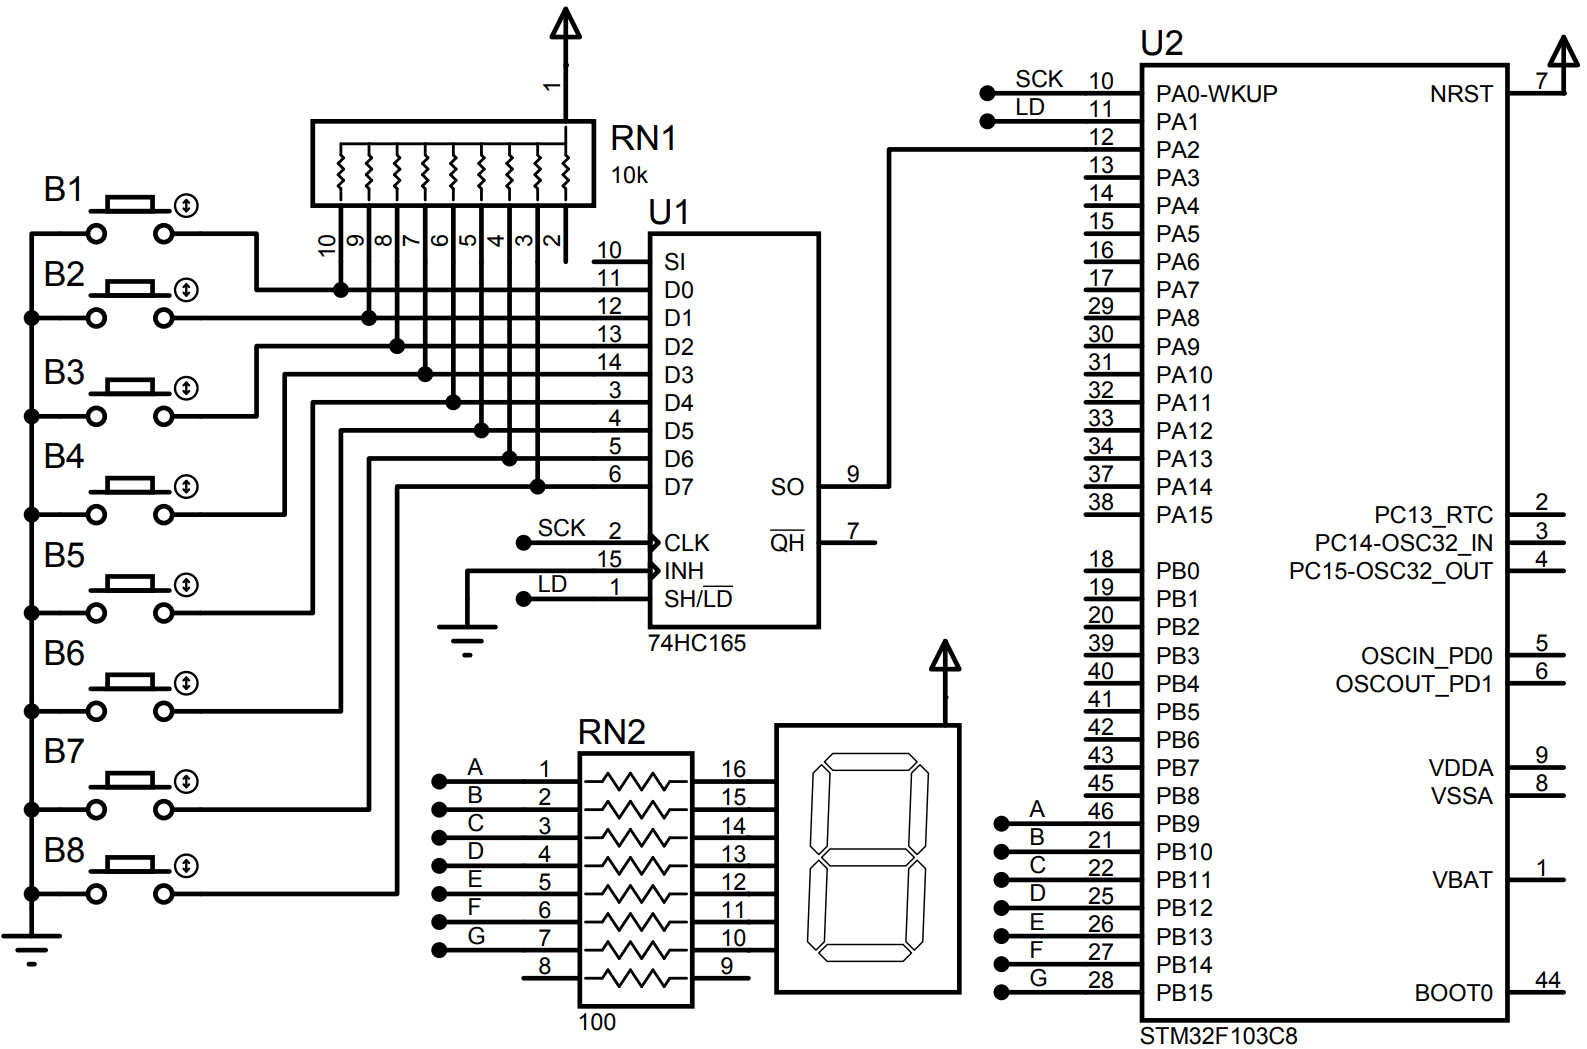 B1
B2
B3
B4
B5
B6
B7
B8
1
RN1
10k
10
9
8
7
6
5
4
3
2
U1
10 SI
11 D0
12 D1
13 D2
14 D3
3 D4
4 D5
5 D6
6 D7
SO 9
SCK 2 CLK
QH 7
15 INH
LD 1 SH/LD
74HC165
RN2
A 1 16
B 2 15
C 3 14
D 4 13
E 5 12
F 6 11
G 7 10
8 9
100
U2
SCK 10 PA0-WKUP NRST 7
LD 11 PA1
12 PA2
13 PA3
14 PA4
15 PA5
16 PA6
17 PA7
29 PA8
30 PA9
31 PA10
32 PA11
33 PA12
34 PA13
37 PA14
38 PA15
PC13_RTC 2
PC14-OSC32_IN 3
18 PB0 PC15-OSC32_OUT 4
19 PB1
20 PB2
39 PB3 OSCIN_PD0 5
40 PB4 OSCOUT_PD1 6
41 PB5
42 PB6
43 PB7 VDDA 9
45 PB8 VSSA 8
A 46 PB9
B 21 PB10
C 22 PB11 VBAT 1
D 25 PB12
E 26 PB13
F 27 PB14
G 28 PB15 BOOT0 44
STM32F103C8